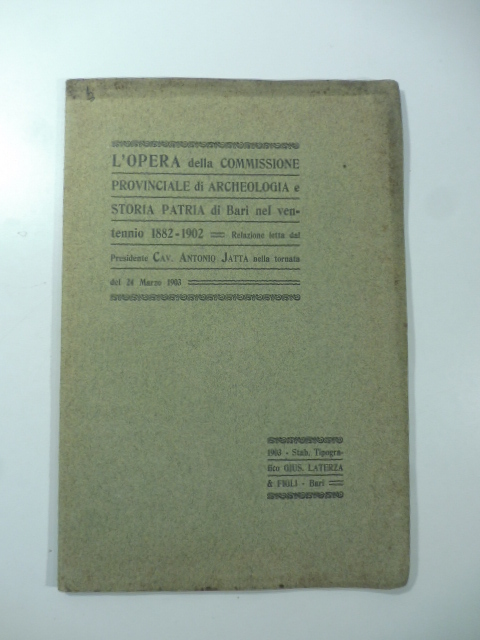 L'OPERA della COMMISSIONE
PROVINCIALE di ARCHEOLOGIA e
STORIA PATRIA di Bari nel ven-
tennio 1882-1902 = Relazione letta dal
Presidente CAV. ANTONIO JATTA nella tornata
del 24 Marzo 1903
1903 - Stab. Tipogra-
fico GIUS. LATERZA
& FIGLI - Bari